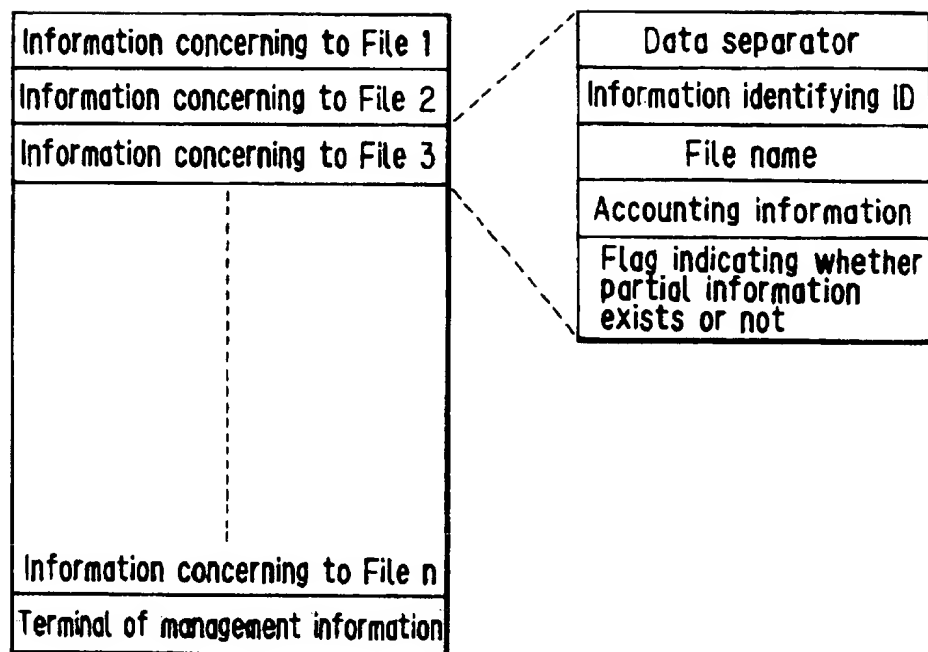 Information concerning to File 1
Information concerning to File 2
Information concerning to File 3
Information concerning to File n
Terminal of management information
Data separator
Information identifying ID
File name
Accounting information
Flag indicating whether
partial information
exists or not